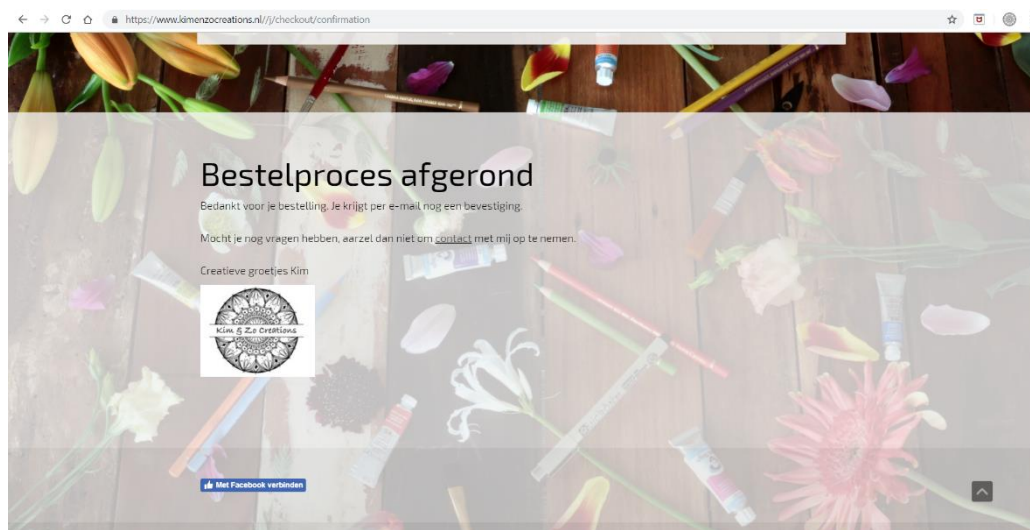 https://www.kimenzocreations.nl//j/checkout/confirmation
Bestelproces afgerond
Bedankt voor je bestelling. Je krijgt per e-mail nog een bevestiging.
Mocht je nog vragen hebben, aarzel dan niet om contact met mij op te nemen.
Creatieve groetjes Kim
Kim & Zo Creations
Met Facebook verbinden